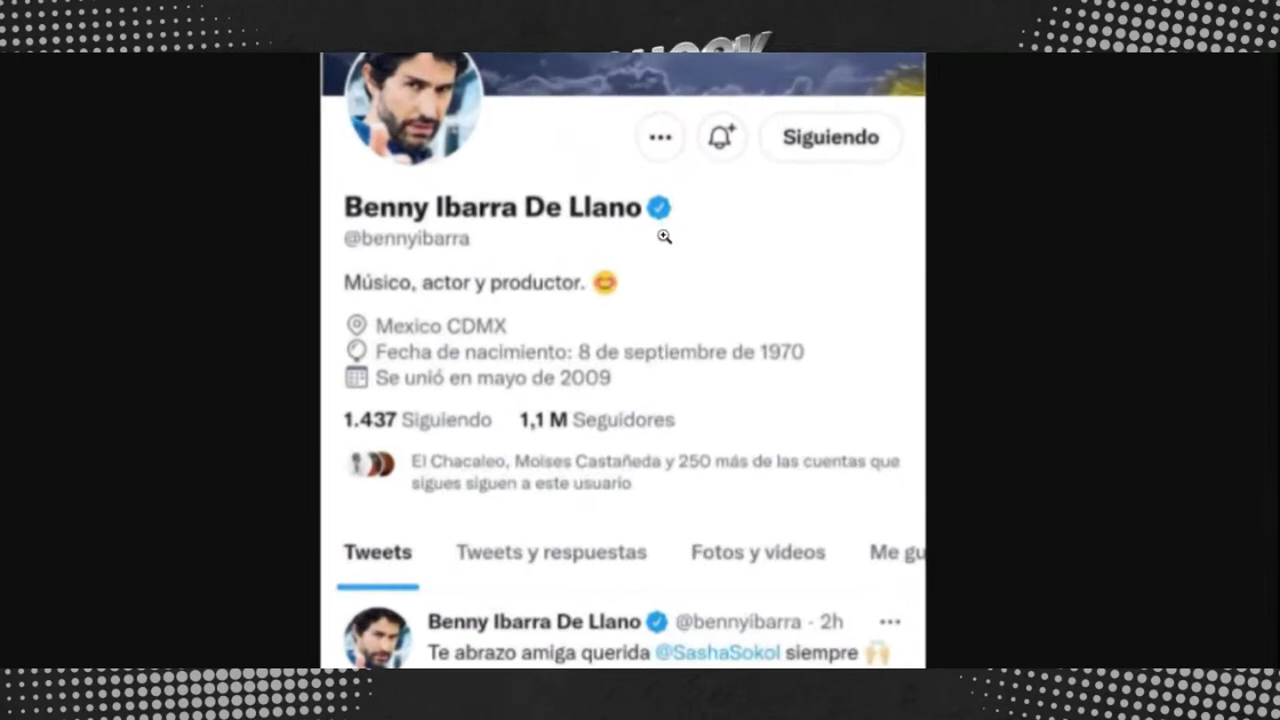 Siguiendo
Benny Ibarra De Llano
@bennyibarra
Músico, actor y productor.
Mexico CDMX
Fecha de nacimiento: 8 de septiembre de 1970
Se unió en mayo de 2009
1.437 Siguiendo 1,1 M Seguidores
El Chacaleo, Moises Castañeda y 250 más de las cuentas que
sigues siguen a este usuario
Tweets Tweets y respuestas Fotos y vídeos Me gu
Benny Ibarra De Llano @bennyibarra · 2h
Te abrazo amiga querida @SashaSokol siempre